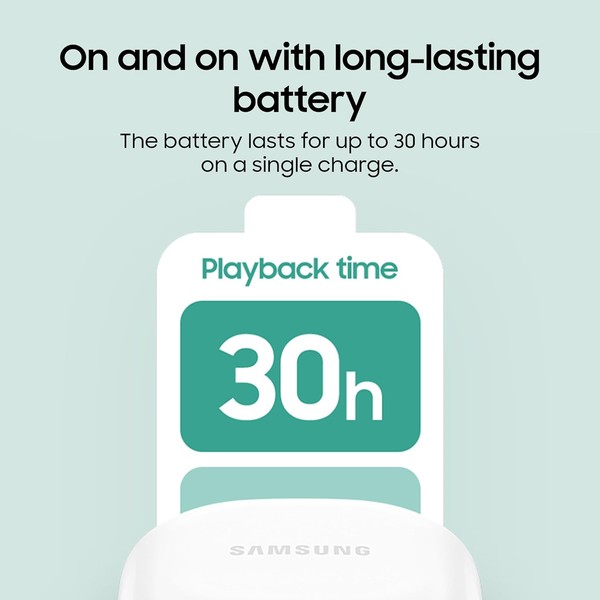 On and on with long-lasting
battery
The battery lasts for up to 30 hours
on a single charge.
Playback time
30h
SAMSUNG